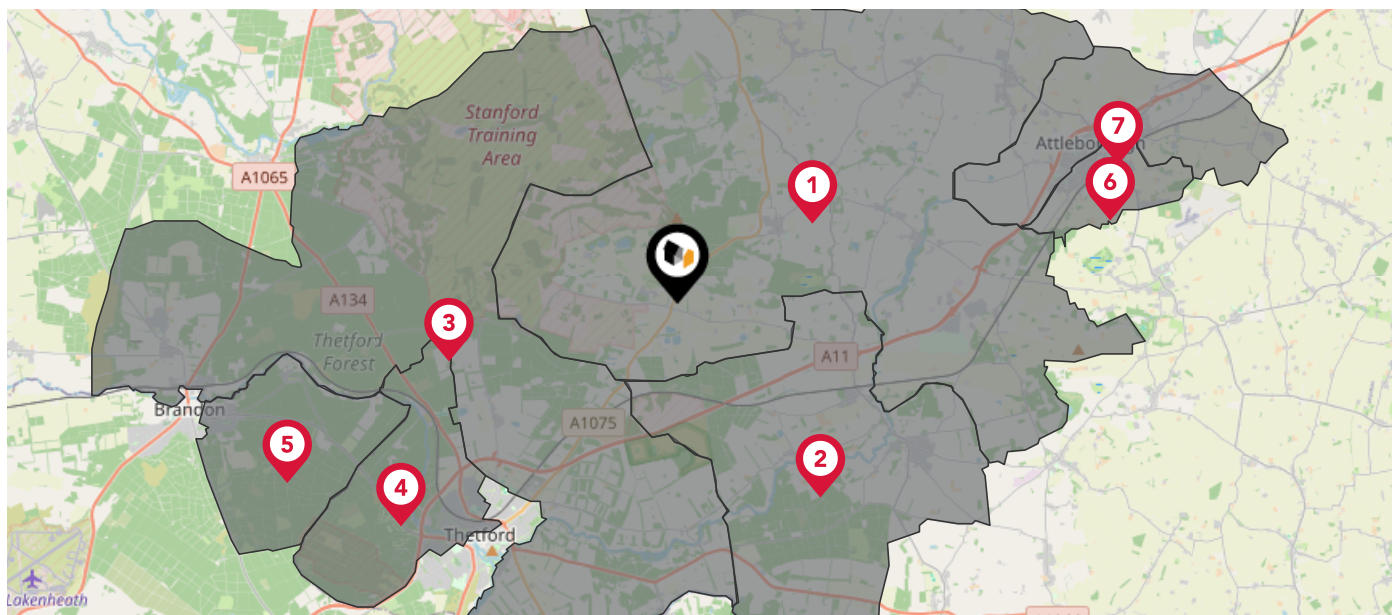 Stanford
Training
Area
A1065
7
Attleborough
1
6
A134
3
Thetford
Forest
A11
Brandon
A1075
5
2
4
Thetford
Lakenheath